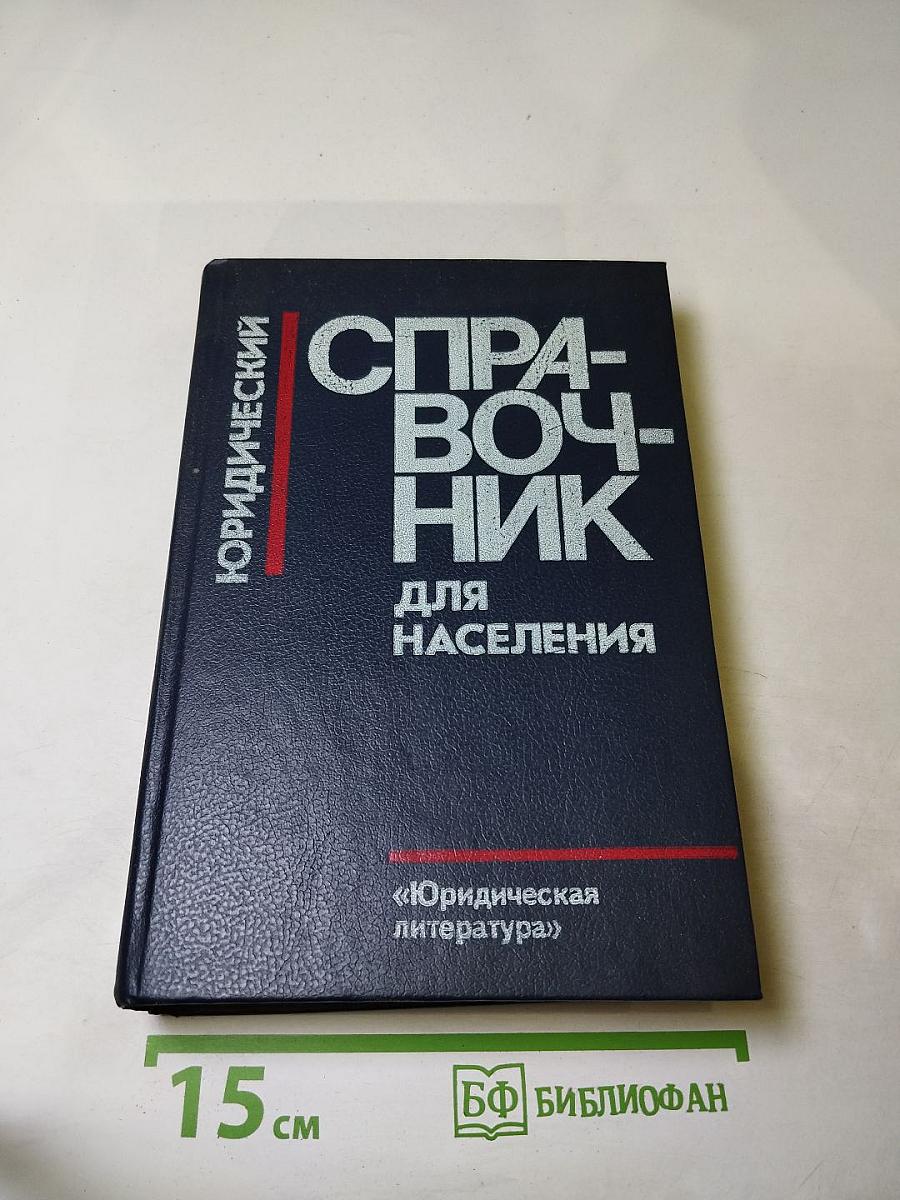 ЮРИДИЧЕСКИЙ
СПРА-
ВОЧ-
НИК
ДЛЯ
НАСЕЛЕНИЯ
«Юридическая
литература»
15 см
БФ БИБЛИОФАН